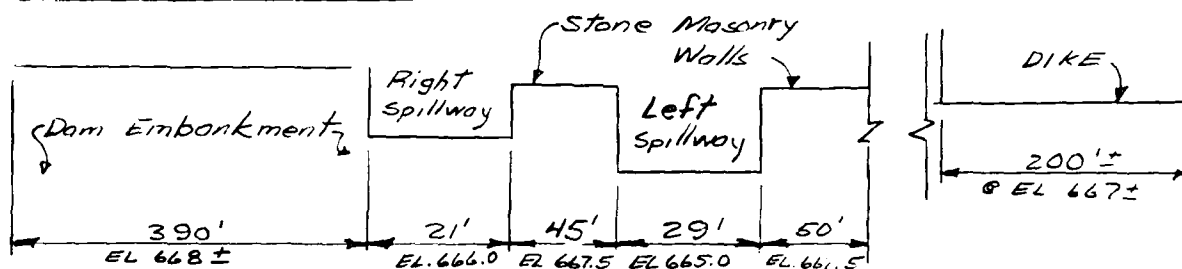 Stone Masonry
Walls
Right
Spillway
DIKE
Dam Embankment
Left
Spillway
200'±
@ EL 667±
390'
21'
45'
29'
50'
EL 668±
EL.666.0
EL 667.5
EL 665.0
EL.661.5